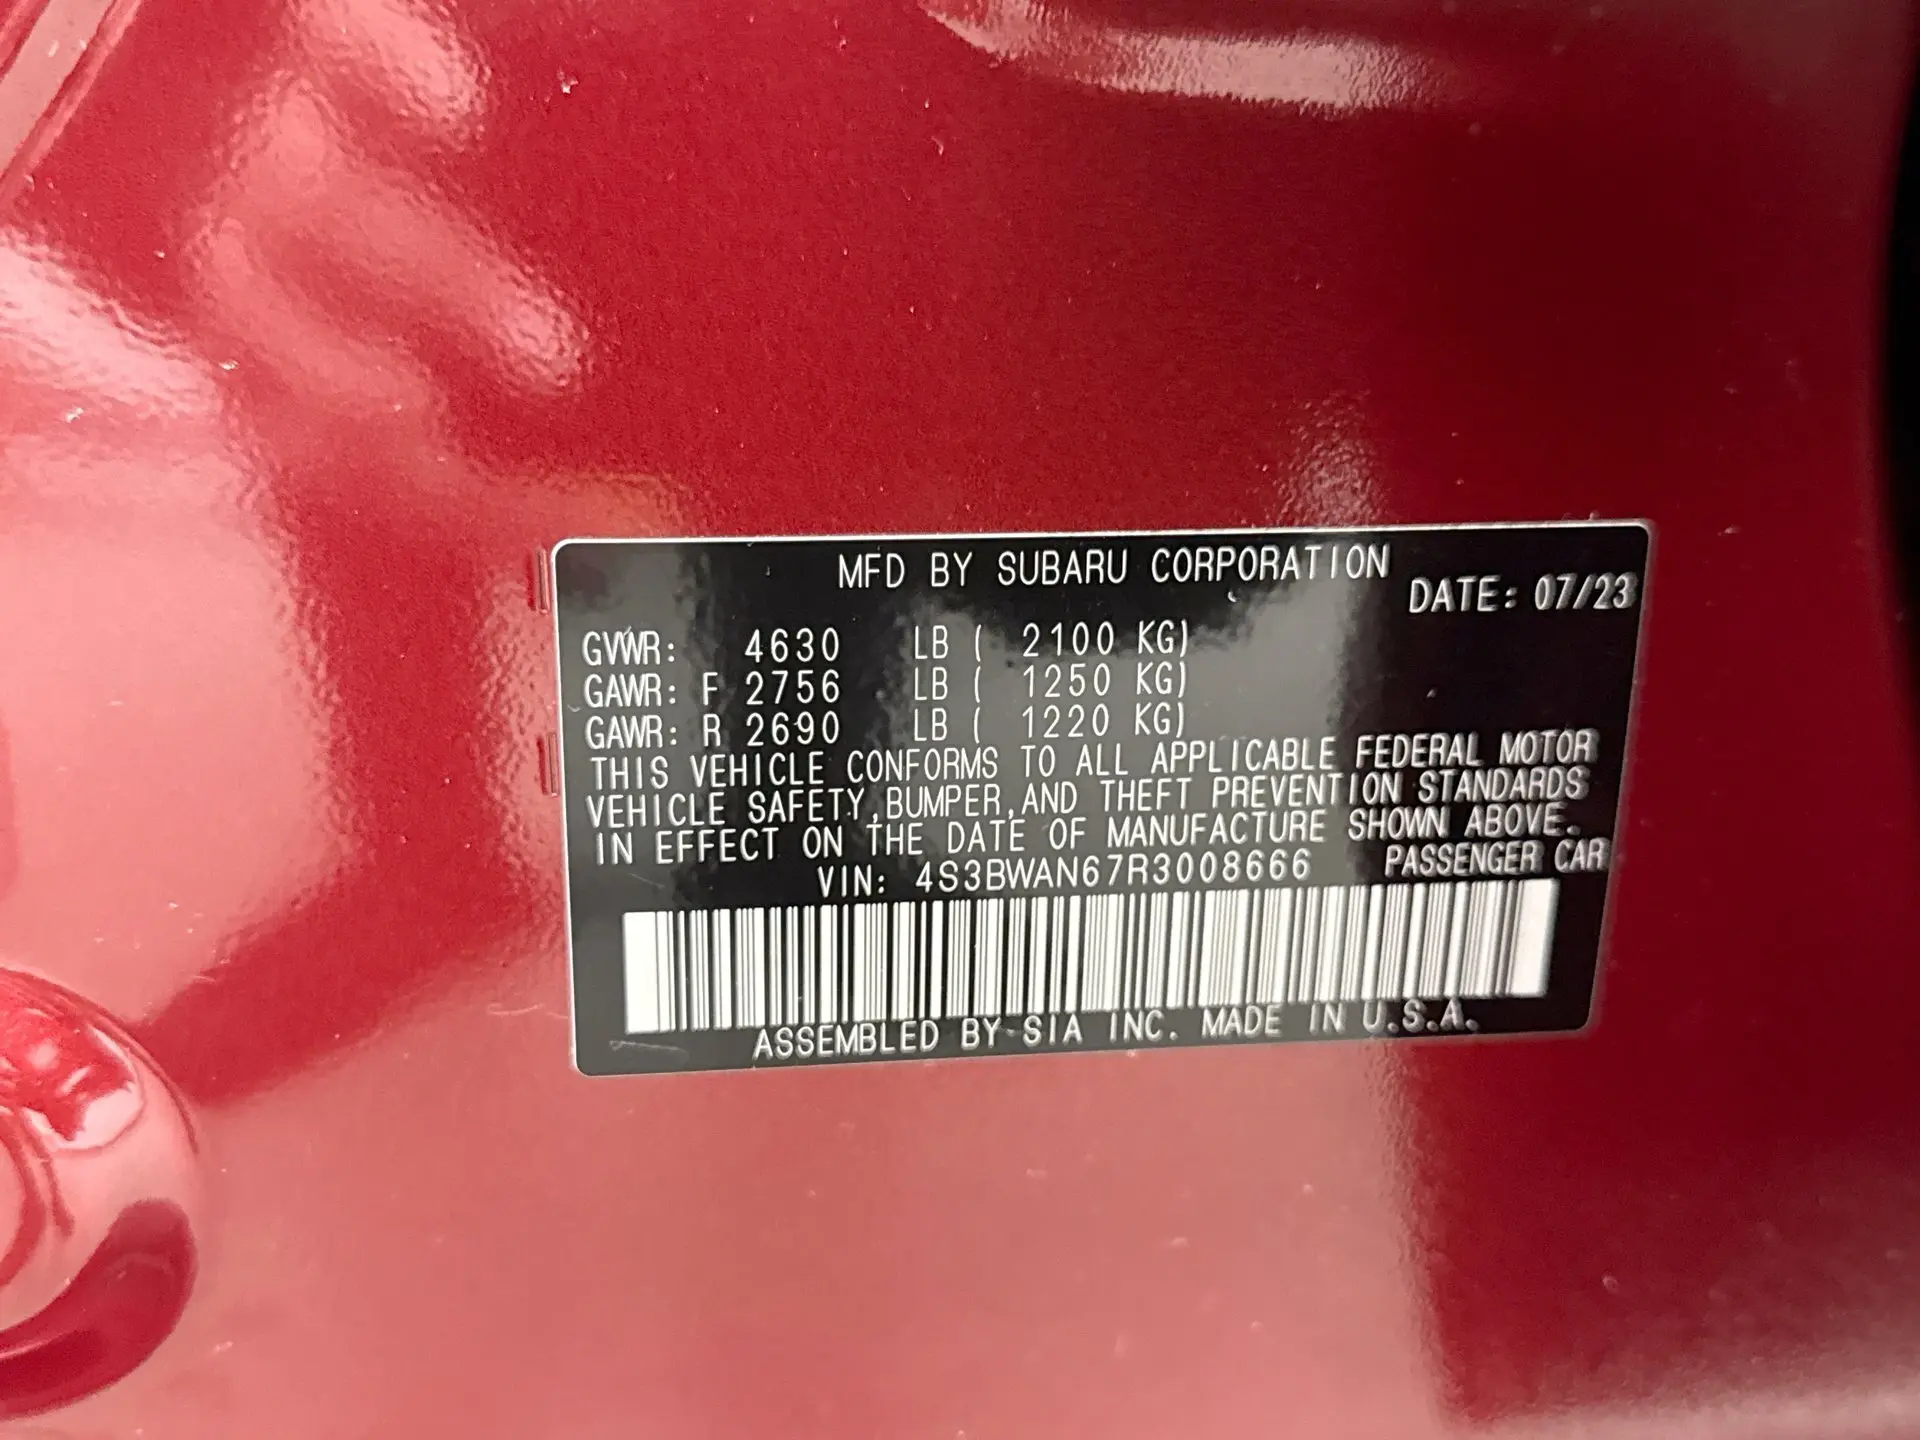 MFD BY SUBARU CORPORATION
DATE: 07/23
GVWR: 4630 LB ( 2100 KG)
GAWR: F 2756 LB ( 1250 KG)
GAWR: R 2690 LB ( 1220 KG)
THIS VEHICLE CONFORMS TO ALL APPLICABLE FEDERAL MOTOR
VEHICLE SAFETY,BUMPER,AND THEFT PREVENTION STANDARDS
IN EFFECT ON THE DATE OF MANUFACTURE SHOWN ABOVE.
VIN: 4S3BWAN67R3008666 PASSENGER CAR
ASSEMBLED BY SIA INC. MADE IN U.S.A.